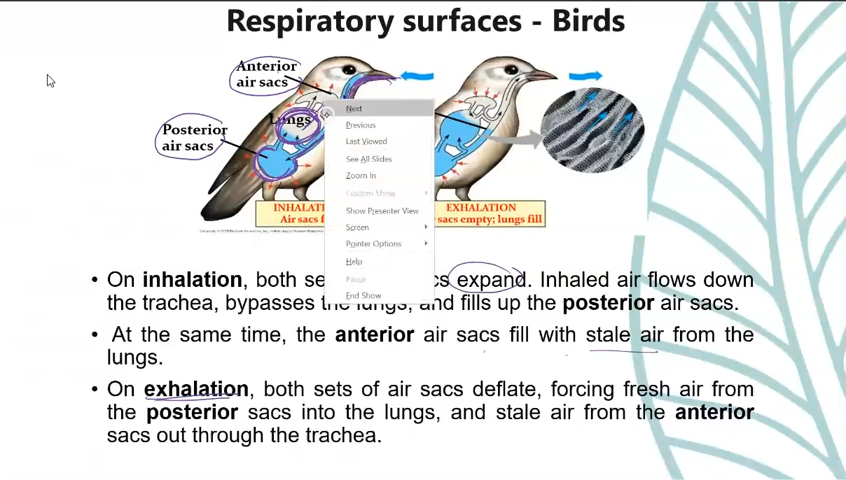 Respiratory surfaces - Birds
Anterior
air sacs
Lungs
Posterior
air sacs
Next
Previous
Last Viewed
See All Slides
Zoom In
Custom Show
Show Presenter View
Screen
Pointer Options
Help
Pause
End Show
INHALAT
Air sacs f
EXHALATION
sacs empty; lungs fill
• On inhalation, both se cs expand. Inhaled air flows down
the trachea, bypasses the lungs, and fills up the posterior air sacs.
• At the same time, the anterior air sacs fill with stale air from the
lungs.
• On exhalation, both sets of air sacs deflate, forcing fresh air from
the posterior sacs into the lungs, and stale air from the anterior
sacs out through the trachea.